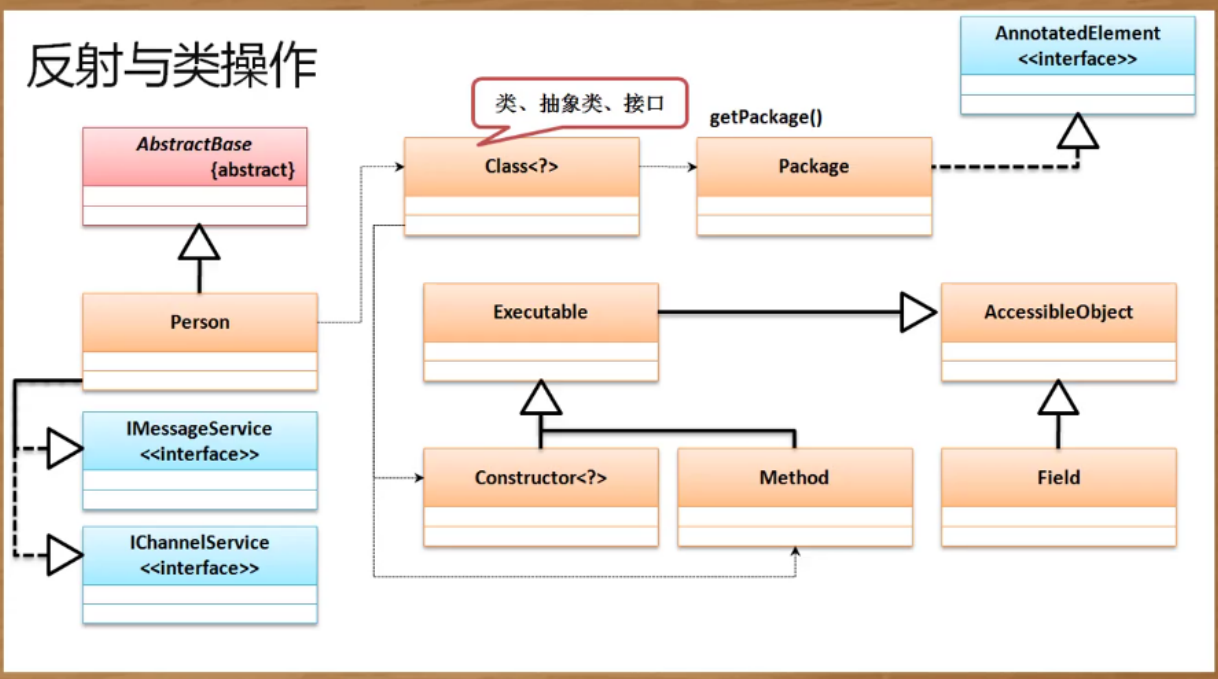 反射与类操作
AnnotatedElement
<<interface>>
类、抽象类、接口
getPackage()
AbstractBase
{abstract}
Class<?>
Package
Person
Executable
AccessibleObject
IMessageService
<<interface>>
Constructor<?>
Method
Field
IChannelService
<<interface>>